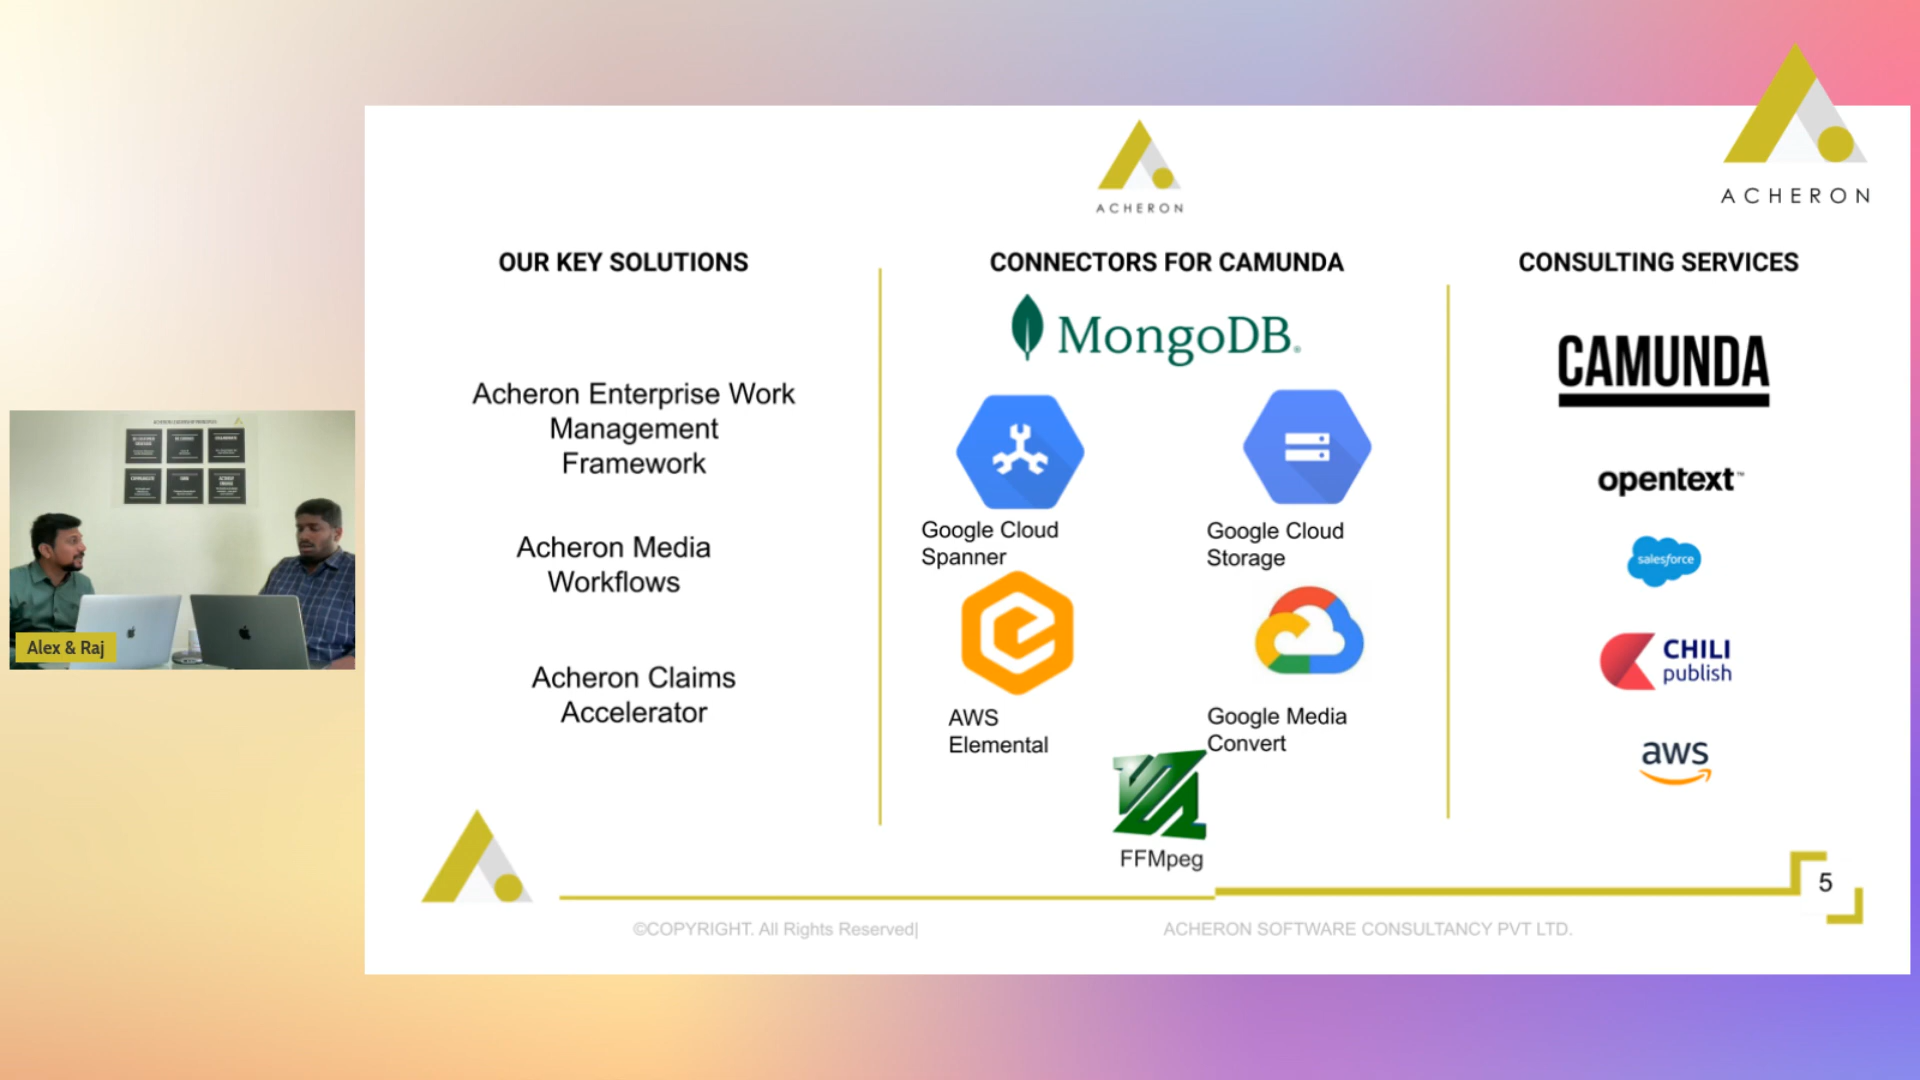 ACHERON
ACHERON
OUR KEY SOLUTIONS
Acheron Enterprise Work
Management
Framework
Acheron Media
Workflows
Acheron Claims
Accelerator
CONNECTORS FOR CAMUNDA
MongoDB®
Google Cloud
Spanner
Google Cloud
Storage
AWS
Elemental
Google Media
Convert
FFMpeg
CONSULTING SERVICES
CAMUNDA
opentext™
salesforce
CHILI
publish
aws
Alex & Raj
5
©COPYRIGHT. All Rights Reserved|
ACHERON SOFTWARE CONSULTANCY PVT LTD.